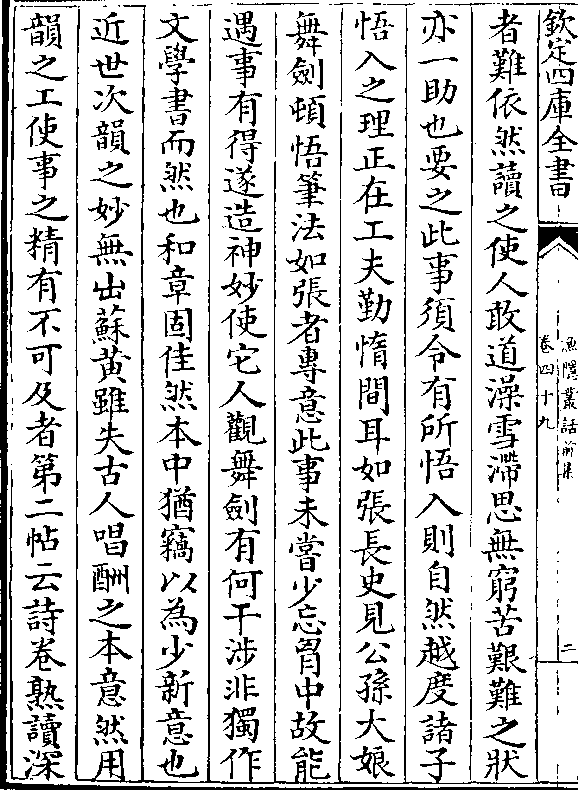 欽定四庫全書
漁隱叢話前集
卷四十九
二
者難依然讀之使人敢道澡雪滯思無窮苦艱難之狀
亦一助也要之此事須令有所悟入則自然越度諸子
悟入之理正在工夫勤惰間耳如張長史見公孫大娘
舞劍頓悟筆法如張者專意此事未嘗少忘胷中故能
遇事有得遂造神妙使它人觀舞劍有何干涉非獨作
文學書而然也和章固佳然本中猶竊以為少新意也
近世次韻之妙無出蘇黄雖失古人唱酬之本意然用
韻之工使事之精有不可及者第二帖云詩卷熟讀深